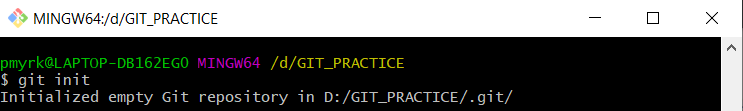 MINGW64:/d/GIT_PRACTICE
pmyrk@LAPTOP-DB162EG0 MINGW64 /d/GIT_PRACTICE
$ git init
Initialized empty Git repository in D:/GIT_PRACTICE/.git/